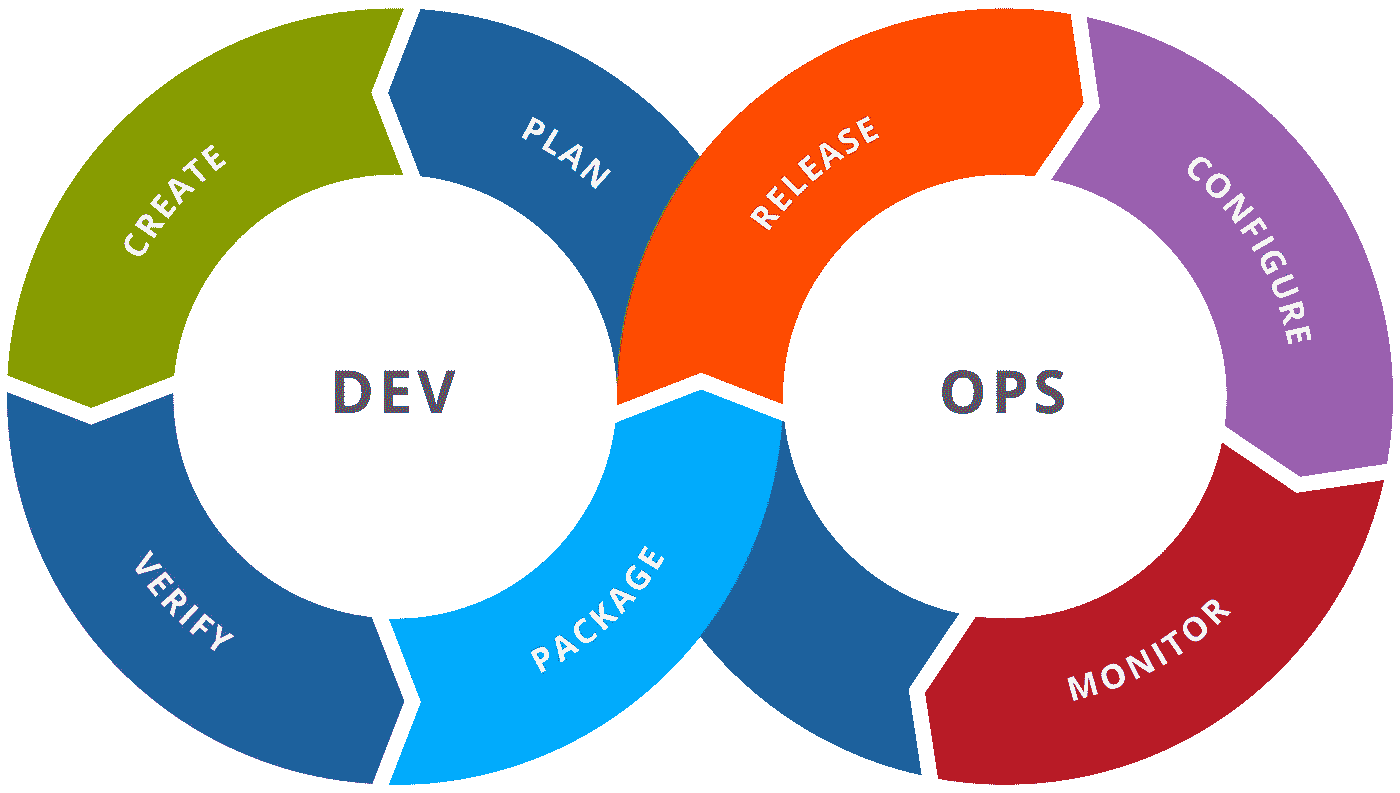 PLAN
CREATE
VERIFY
PACKAGE
RELEASE
CONFIGURE
MONITOR
DEV
OPS